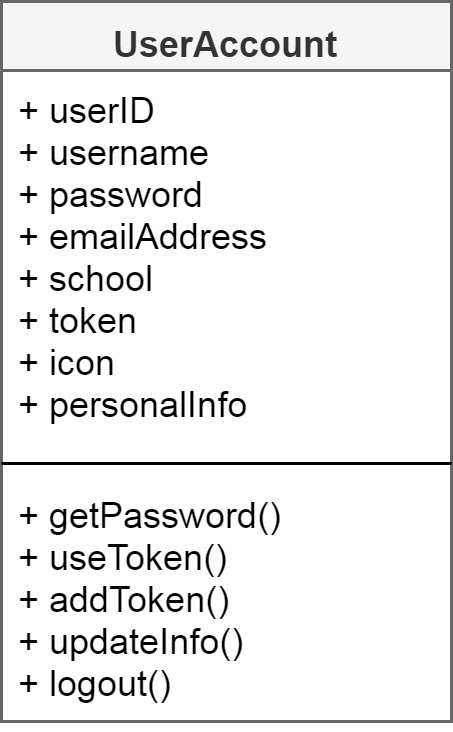 UserAccount
+ userID
+ username
+ password
+ emailAddress
+ school
+ token
+ icon
+ personalInfo
+ getPassword()
+ useToken()
+ addToken()
+ updateInfo()
+ logout()